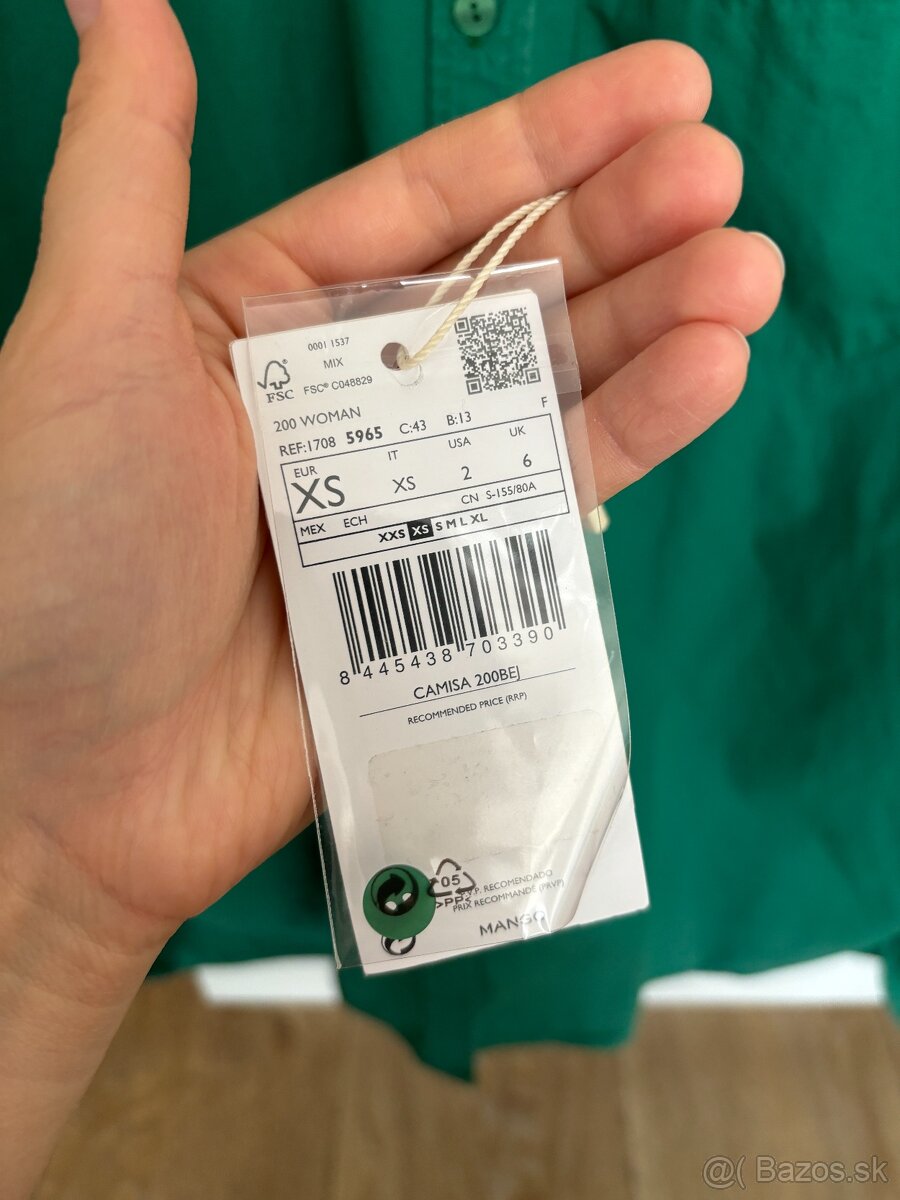 0001 1537
MIX
FSC
FSC® C048829
200 WOMAN
REF:1708 5965 C:43 B:13 F
EUR IT USA UK
XS XS 2 6
CN S-155/80A
MEX ECH
XXS XS S M L XL
8 445438 703390
CAMISA 200BEJ
RECOMMENDED PRICE (RRP)
05
>PP<
P.V.P. RECOMENDADO
PRIX RECOMMANDÉ (PRVP)
MANGO
@( Bazos.sk